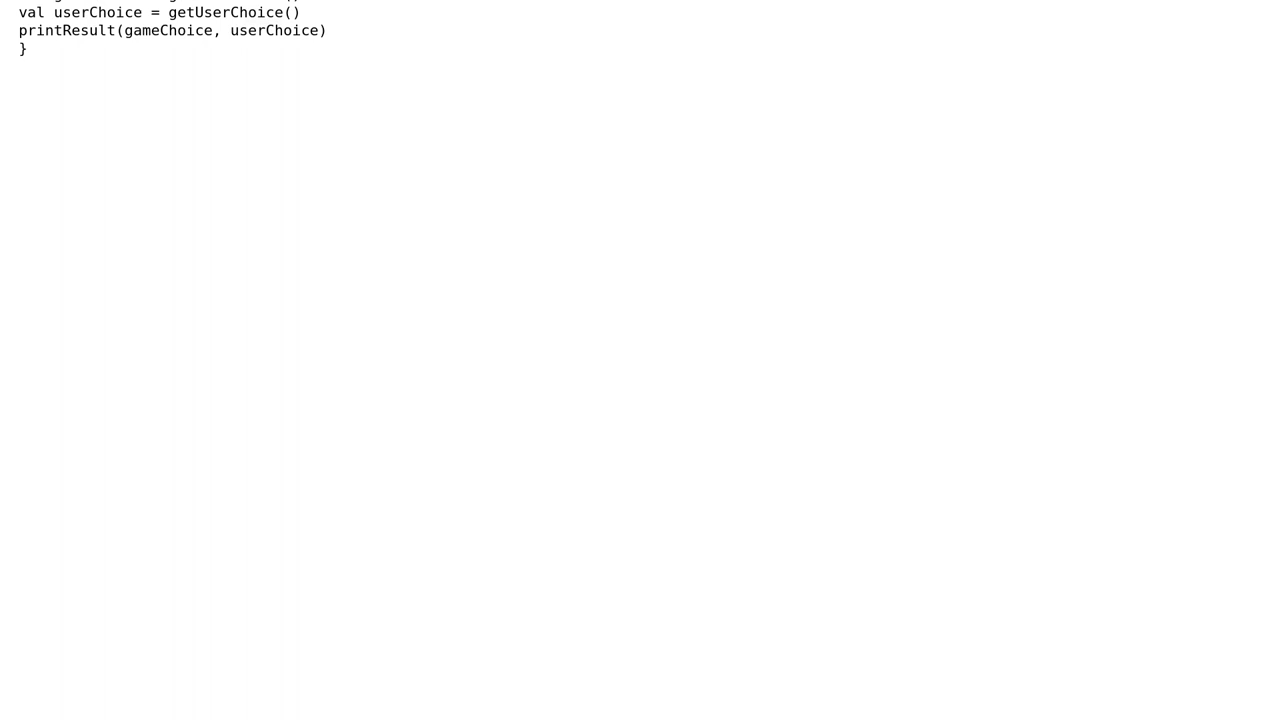 val userChoice = getUserChoice()
printResult(gameChoice, userChoice)
}